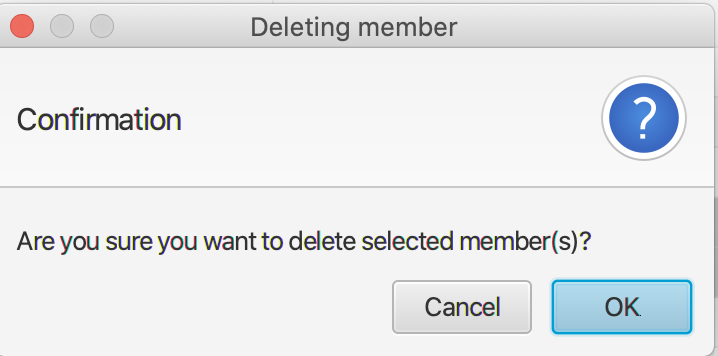 Deleting member
Confirmation
?
Are you sure you want to delete selected member(s)?
Cancel
OK